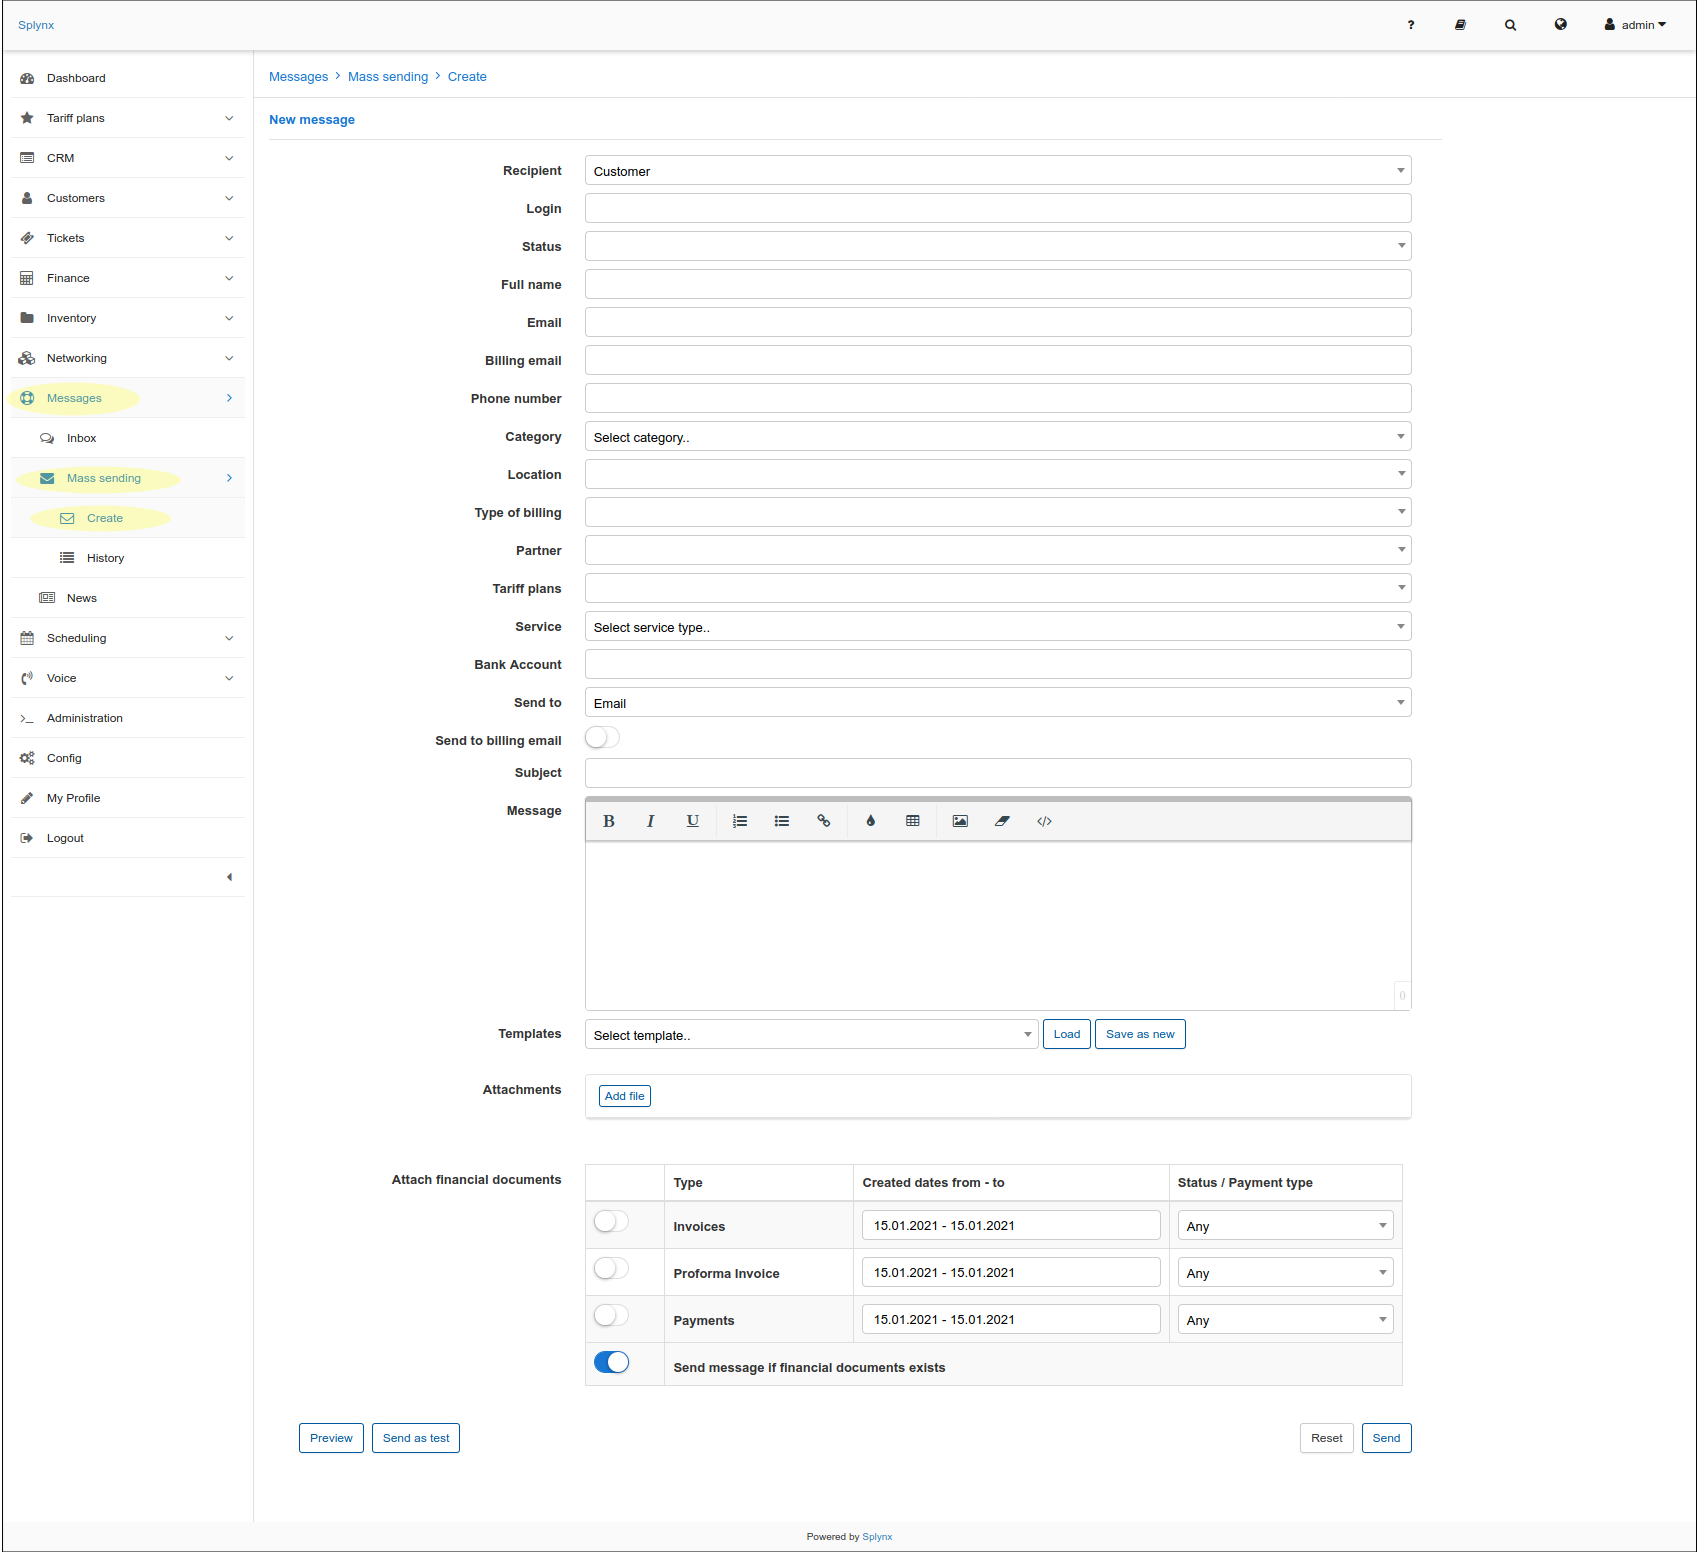 Splynx
? admin
Dashboard
Tariff plans
CRM
Customers
Tickets
Finance
Inventory
Networking
Messages
Inbox
Mass sending
Create
History
News
Scheduling
Voice
Administration
Config
My Profile
Logout
Messages > Mass sending > Create
New message
Recipient Customer
Login
Status
Full name
Email
Billing email
Phone number
Category Select category..
Location
Type of billing
Partner
Tariff plans
Service Select service type..
Bank Account
Send to Email
Send to billing email
Subject
Message B I U </>
0
Templates Select template.. Load Save as new
Attachments Add file
Attach financial documents Type Created dates from - to Status / Payment type
Invoices 15.01.2021 - 15.01.2021 Any
Proforma Invoice 15.01.2021 - 15.01.2021 Any
Payments 15.01.2021 - 15.01.2021 Any
Send message if financial documents exists
Preview Send as test Reset Send
Powered by Splynx